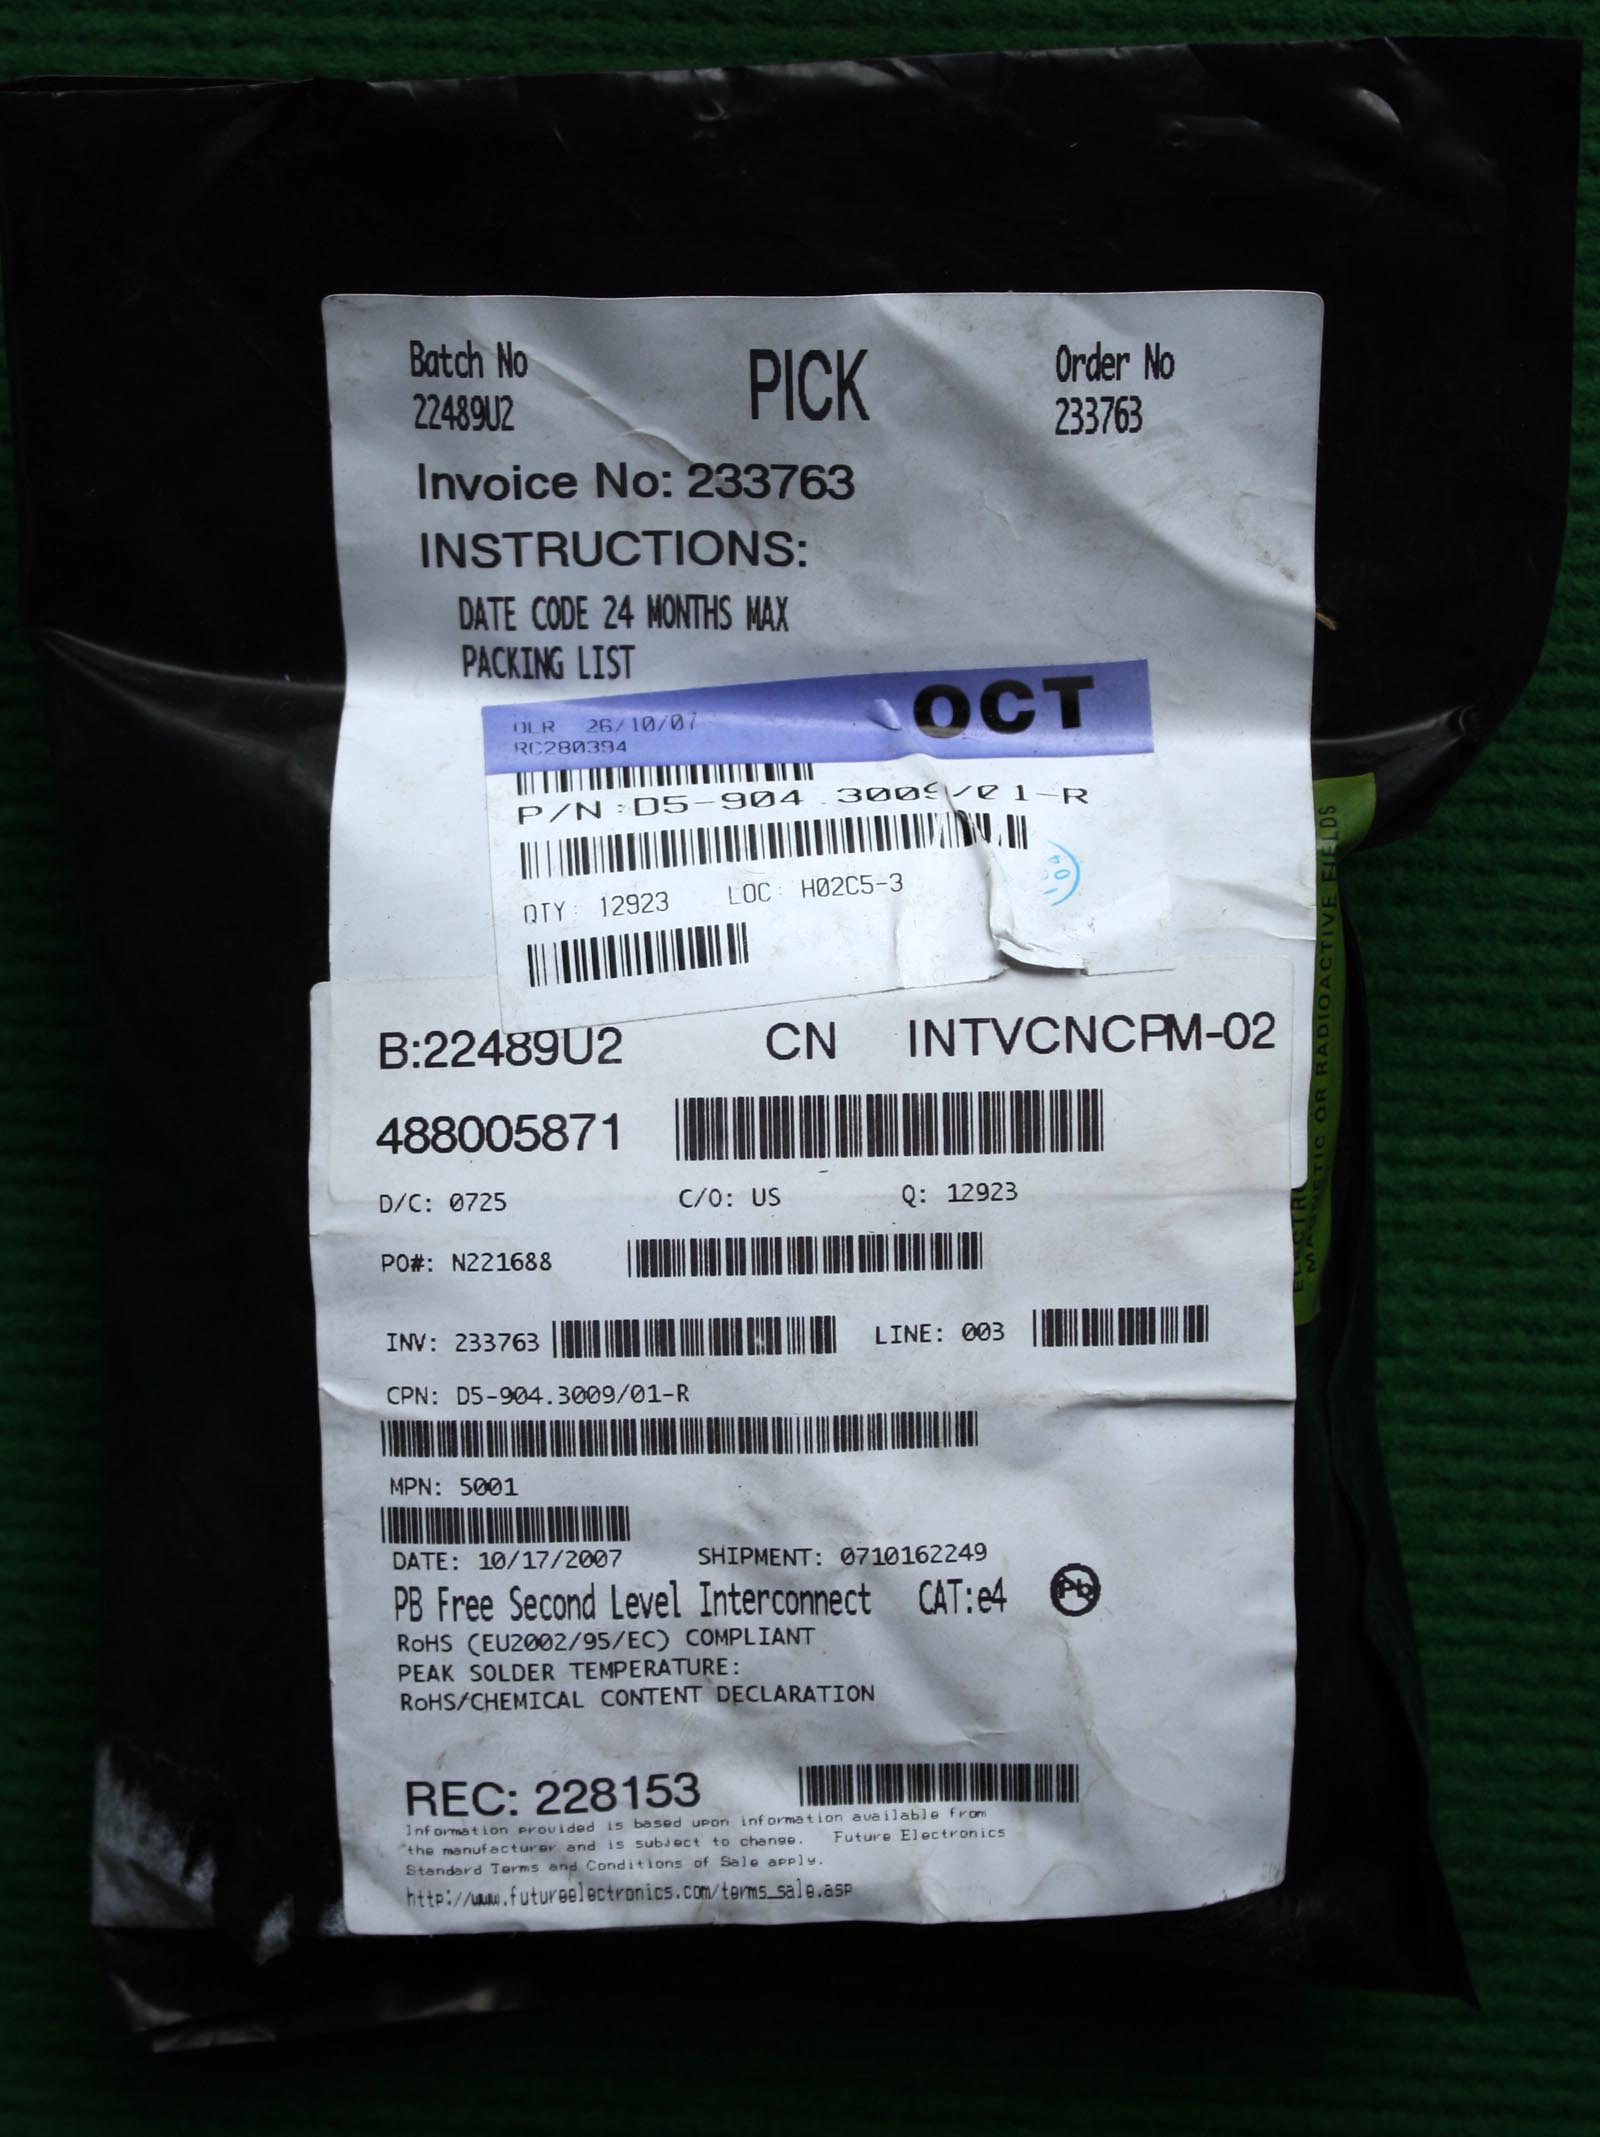 Batch No PICK Order No
22489U2 233763
Invoice No: 233763
INSTRUCTIONS:
DATE CODE 24 MONTHS MAX
PACKING LIST
OCT
DLR 26/10/07
RC280394
P/N:D5-904.3009/01-R
QTY: 12923 LOC: H02C5-3
B:22489U2 CN INTVCNCPM-02
488005871
D/C: 0725 C/O: US Q: 12923
PO#: N221688
INV: 233763 LINE: 003
CPN: D5-904.3009/01-R
MPN: 5001
DATE: 10/17/2007 SHIPMENT: 0710162249
PB Free Second Level Interconnect CAT:e4 Pb
RoHS (EU2002/95/EC) COMPLIANT
PEAK SOLDER TEMPERATURE:
RoHS/CHEMICAL CONTENT DECLARATION
REC: 228153
Information provided is based upon information available from
the manufacturer and is subject to change. Future Electronics
Standard Terms and Conditions of Sale apply.
http://www.futureelectronics.com/terms_sale.asp
MAGNETIC OR RADIOACTIVE FIELDS